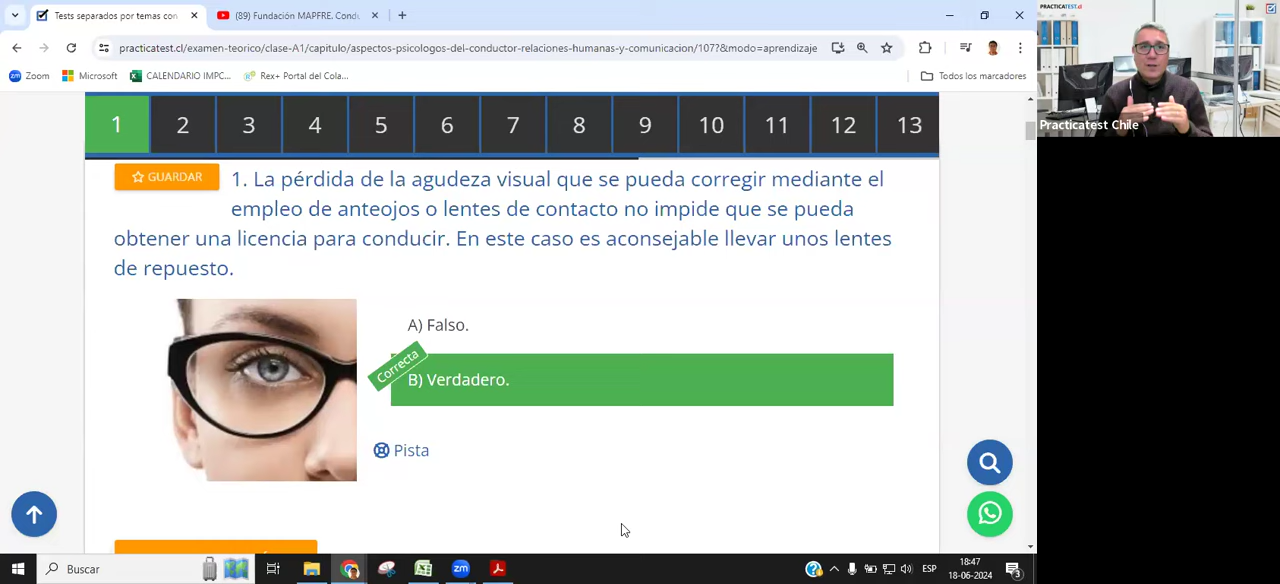 Tests separados por temas con
(89) Fundación MAPFRE. Cond
practicatest.cl/examen-teorico/clase-A1/capitulo/aspectos-psicologos-del-conductor-relaciones-humanas-y-comunicacion/107?&modo=aprendizaje
Zoom
Microsoft
CALENDARIO IMPC...
Rex+ Portal del Cola...
Todos los marcadores
PRACTICATEST.cl
Practicatest Chile
1 2 3 4 5 6 7 8 9 10 11 12 13
GUARDAR
1. La pérdida de la agudeza visual que se pueda corregir mediante el
empleo de anteojos o lentes de contacto no impide que se pueda
obtener una licencia para conducir. En este caso es aconsejable llevar unos lentes
de repuesto.
A) Falso.
Correcta
B) Verdadero.
Pista
Buscar
ESP
18:47
18-06-2024
3